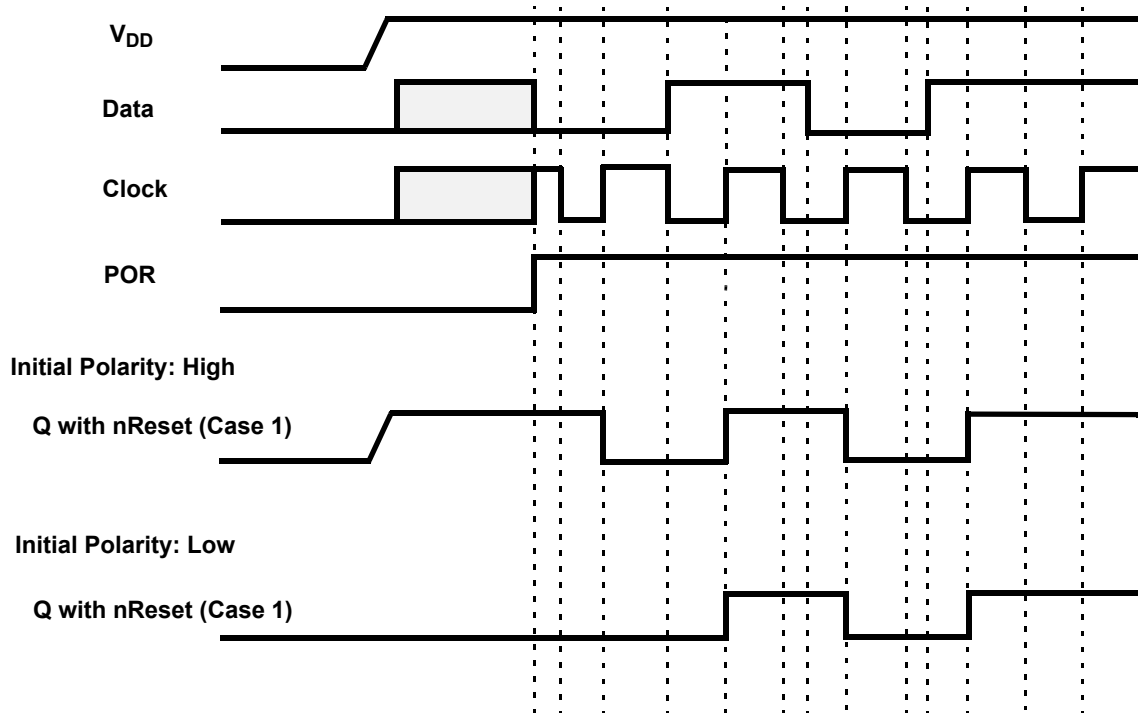 VDD
Data
Clock
POR
Initial Polarity: High
Q with nReset (Case 1)
Initial Polarity: Low
Q with nReset (Case 1)